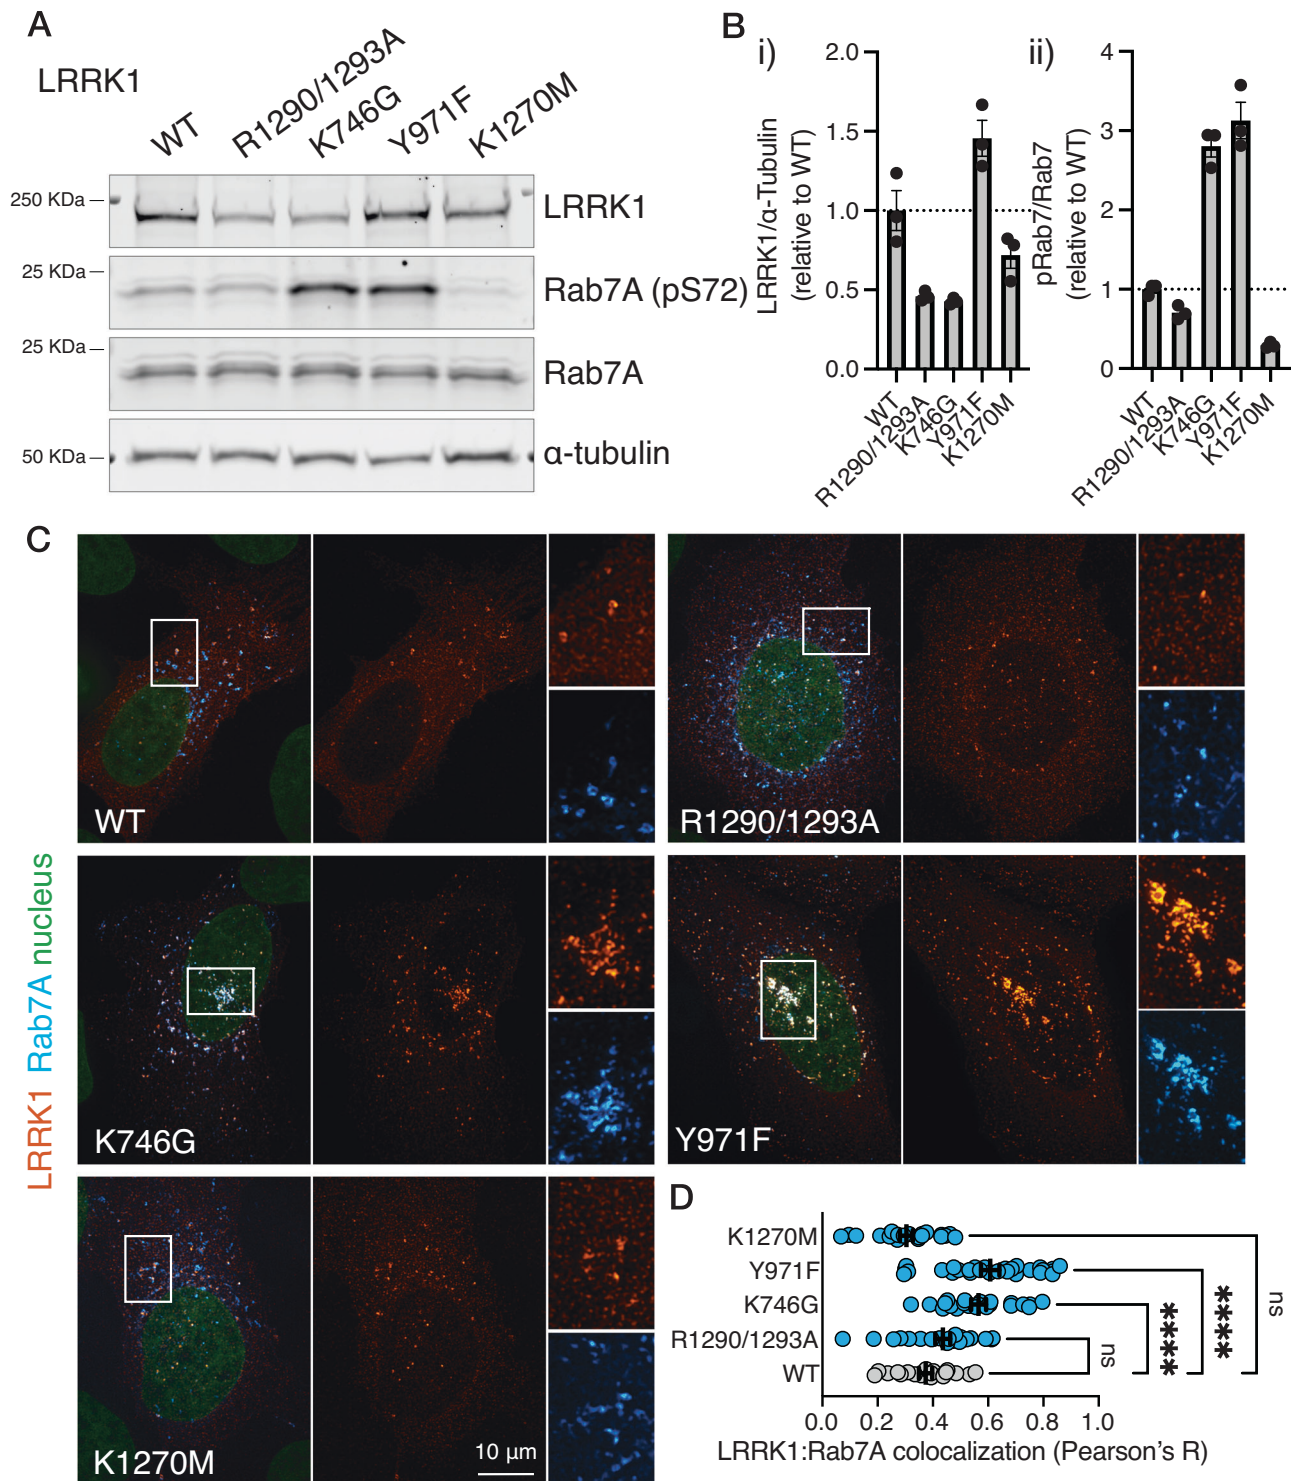 A
LRRK1
WT
R1290/1293A
K746G
Y971F
K1270M
250 KDa
LRRK1
25 KDa
Rab7A (pS72)
25 KDa
Rab7A
50 KDa
α-tubulin
B
i)
LRRK1/α-Tubulin
(relative to WT)
2.0
1.5
1.0
0.5
0.0
WT
R1290/1293A
K746G
Y971F
K1270M
ii)
pRab7/Rab7
(relative to WT)
4
3
2
1
0
WT
R1290/1293A
K746G
Y971F
K1270M
C
LRRK1 Rab7A nucleus
WT
R1290/1293A
K746G
Y971F
K1270M
10 μm
D
K1270M
Y971F
K746G
R1290/1293A
WT
ns
****
****
ns
0.0 0.2 0.4 0.6 0.8 1.0
LRRK1:Rab7A colocalization (Pearson's R)